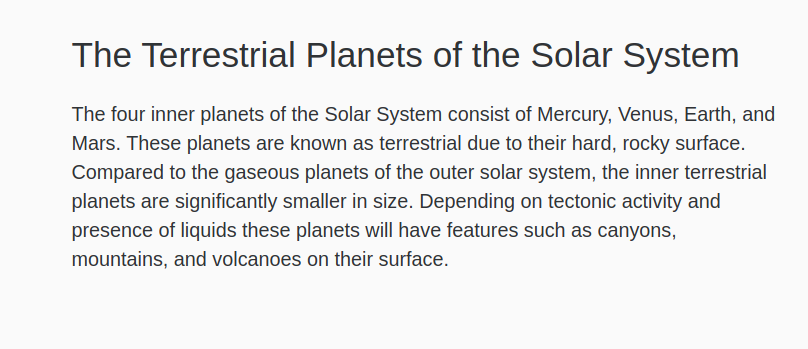 The Terrestrial Planets of the Solar System
The four inner planets of the Solar System consist of Mercury, Venus, Earth, and
Mars. These planets are known as terrestrial due to their hard, rocky surface.
Compared to the gaseous planets of the outer solar system, the inner terrestrial
planets are significantly smaller in size. Depending on tectonic activity and
presence of liquids these planets will have features such as canyons,
mountains, and volcanoes on their surface.